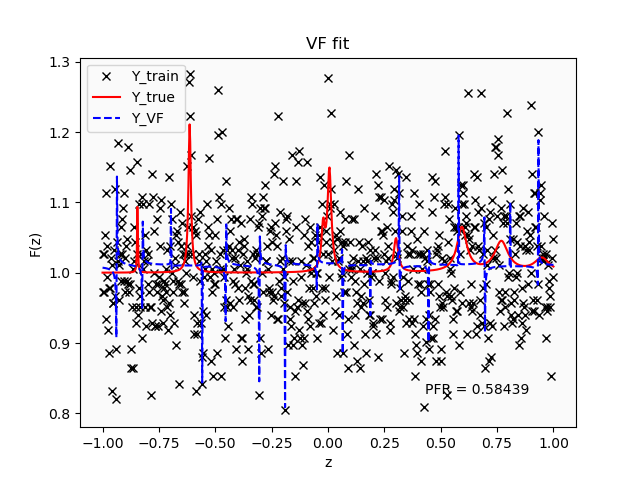 VF fit
Y_train
Y_true
Y_VF
F(z)
1.3
1.2
1.1
1.0
0.9
0.8
PFR = 0.58439
−1.00 −0.75 −0.50 −0.25 0.00 0.25 0.50 0.75 1.00
z